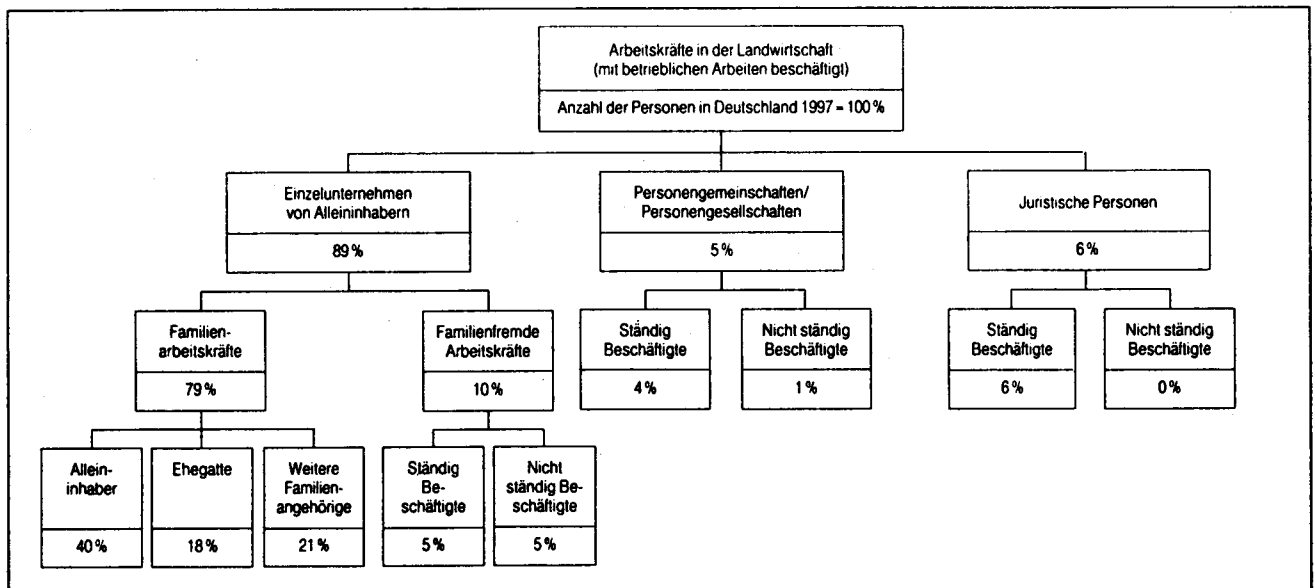 Arbeitskräfte in der Landwirtschaft
(mit betrieblichen Arbeiten beschäftigt)
Anzahl der Personen in Deutschland 1997 = 100 %
Einzelunternehmen
von Alleininhabern
89 %
Personengemeinschaften/
Personengesellschaften
5 %
Juristische Personen
6 %
Familien-
arbeitskräfte
79 %
Familienfremde
Arbeitskräfte
10 %
Ständig
Beschäftigte
4 %
Nicht ständig
Beschäftigte
1 %
Ständig
Beschäftigte
6 %
Nicht ständig
Beschäftigte
0 %
Allein-
inhaber
40 %
Ehegatte
18 %
Weitere
Familien-
angehörige
21 %
Ständig
Be-
schäftigte
5 %
Nicht
ständig Be-
schäftigte
5 %